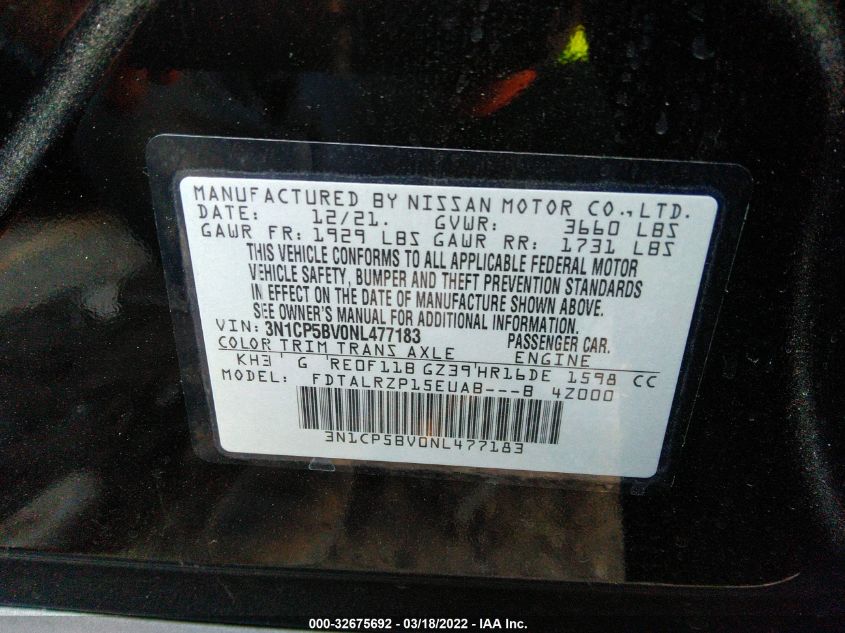 MANUFACTURED BY NISSAN MOTOR CO.,LTD.
DATE: 12/21. GVWR: 3660 LBS
GAWR FR: 1929 LBS GAWR RR: 1731 LBS
THIS VEHICLE CONFORMS TO ALL APPLICABLE FEDERAL MOTOR
VEHICLE SAFETY, BUMPER AND THEFT PREVENTION STANDARDS
IN EFFECT ON THE DATE OF MANUFACTURE SHOWN ABOVE.
SEE OWNER'S MANUAL FOR ADDITIONAL INFORMATION.
VIN: 3N1CP5BV0NL477183 PASSENGER CAR.
COLOR TRIM TRANS AXLE ENGINE
KH3 ' G 'RE0F11B GZ39'HR16DE 1598 CC
MODEL: FDTALRZP15EUAB---B 4Z000
3N1CP5BV0NL477183
000-32675692 - 03/18/2022 - IAA Inc.